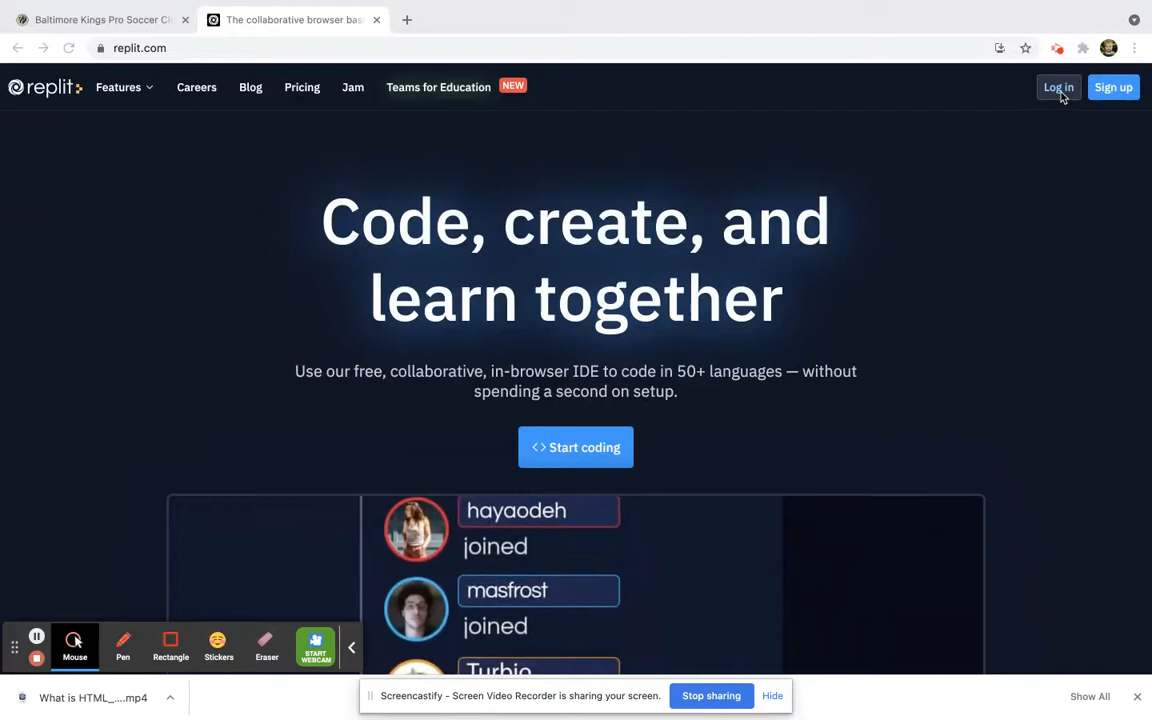 Baltimore Kings Pro Soccer Cl
The collaborative browser bas
replit.com
replit
Features
Careers
Blog
Pricing
Jam
Teams for Education
NEW
Log in
Sign up
Code, create, and
learn together
Use our free, collaborative, in-browser IDE to code in 50+ languages — without
spending a second on setup.
<> Start coding
hayaodeh
joined
masfrost
joined
Turbio
Mouse
Pen
Rectangle
Stickers
Eraser
START
WEBCAM
What is HTML_....mp4
Screencastify - Screen Video Recorder is sharing your screen.
Stop sharing
Hide
Show All